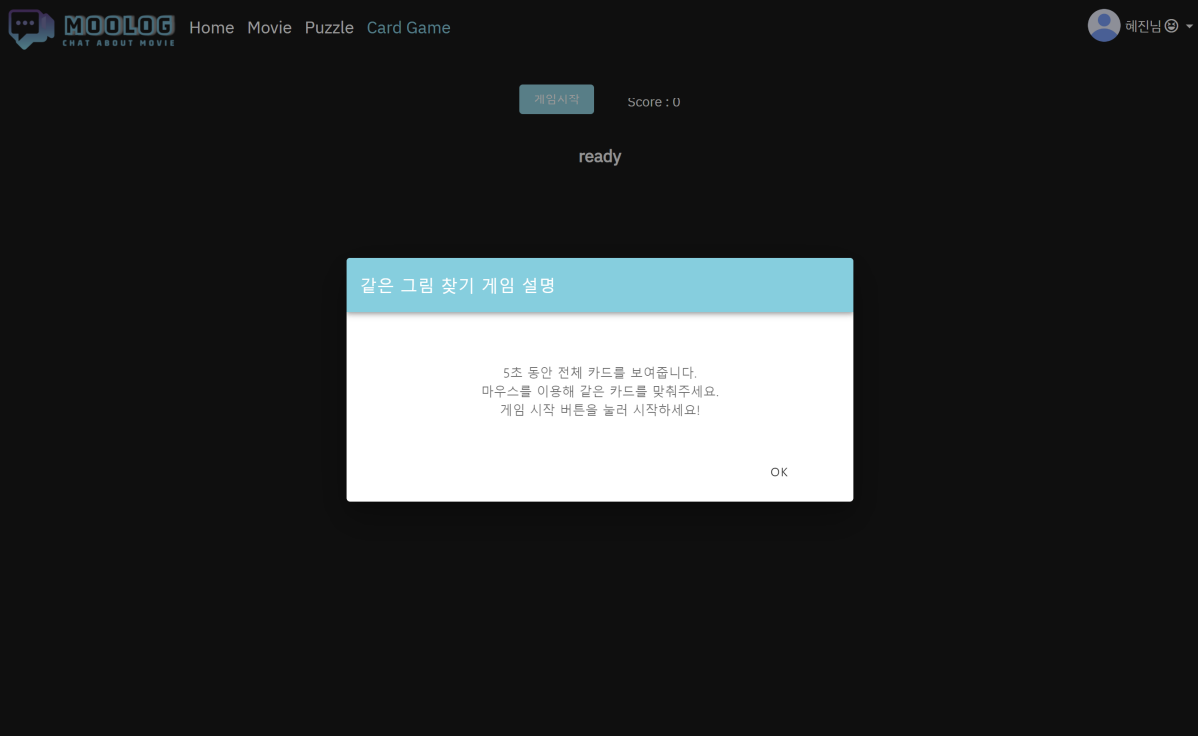 MOOLOG
CHAT ABOUT MOVIE
Home Movie Puzzle Card Game
혜진님
게임시작
Score : 0
ready
같은 그림 찾기 게임 설명
5초 동안 전체 카드를 보여줍니다.
마우스를 이용해 같은 카드를 맞춰주세요.
게임 시작 버튼을 눌러 시작하세요!
OK